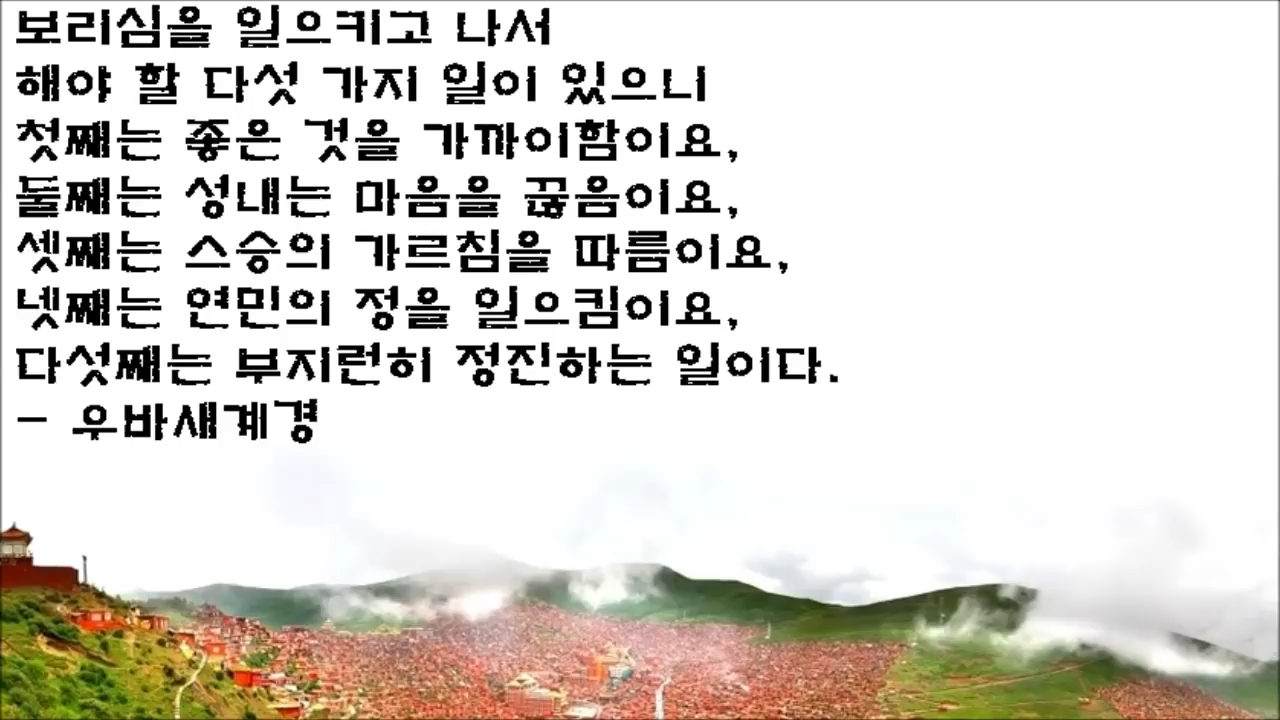 보리심을 일으키고 나서
해야 할 다섯 가지 일이 있으니
첫째는 좋은 것을 가까이함이요,
둘째는 성내는 마음을 끊음이요,
셋째는 스승의 가르침을 따름이요,
넷째는 연민의 정을 일으킴이요,
다섯째는 부지런히 정진하는 일이다.
- 우바새계경